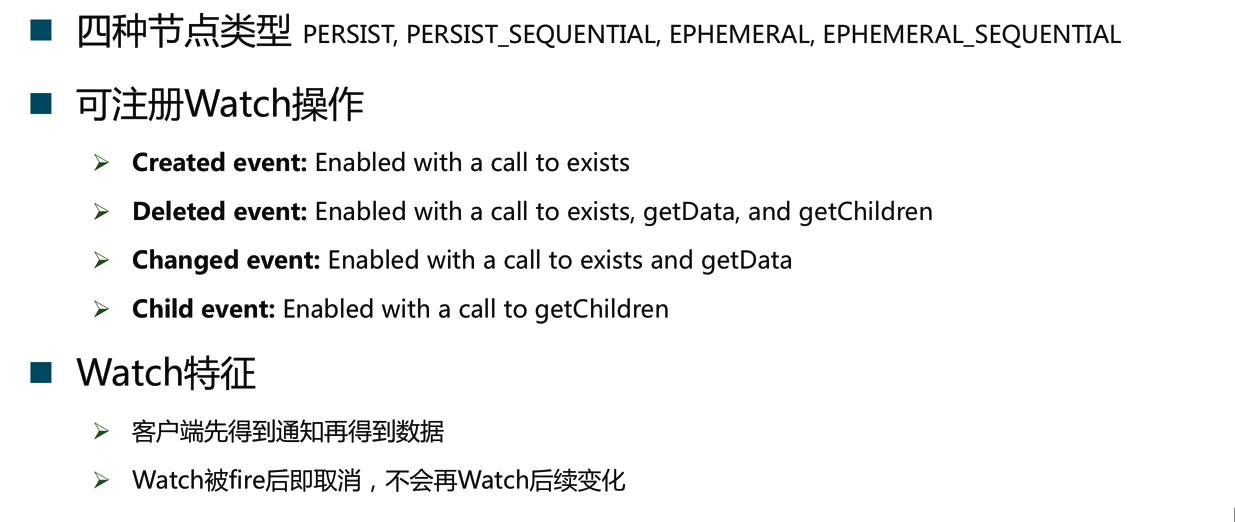 四种节点类型 PERSIST, PERSIST_SEQUENTIAL, EPHEMERAL, EPHEMERAL_SEQUENTIAL
可注册Watch操作
Created event: Enabled with a call to exists
Deleted event: Enabled with a call to exists, getData, and getChildren
Changed event: Enabled with a call to exists and getData
Child event: Enabled with a call to getChildren
Watch特征
客户端先得到通知再得到数据
Watch被fire后即取消，不会再Watch后续变化